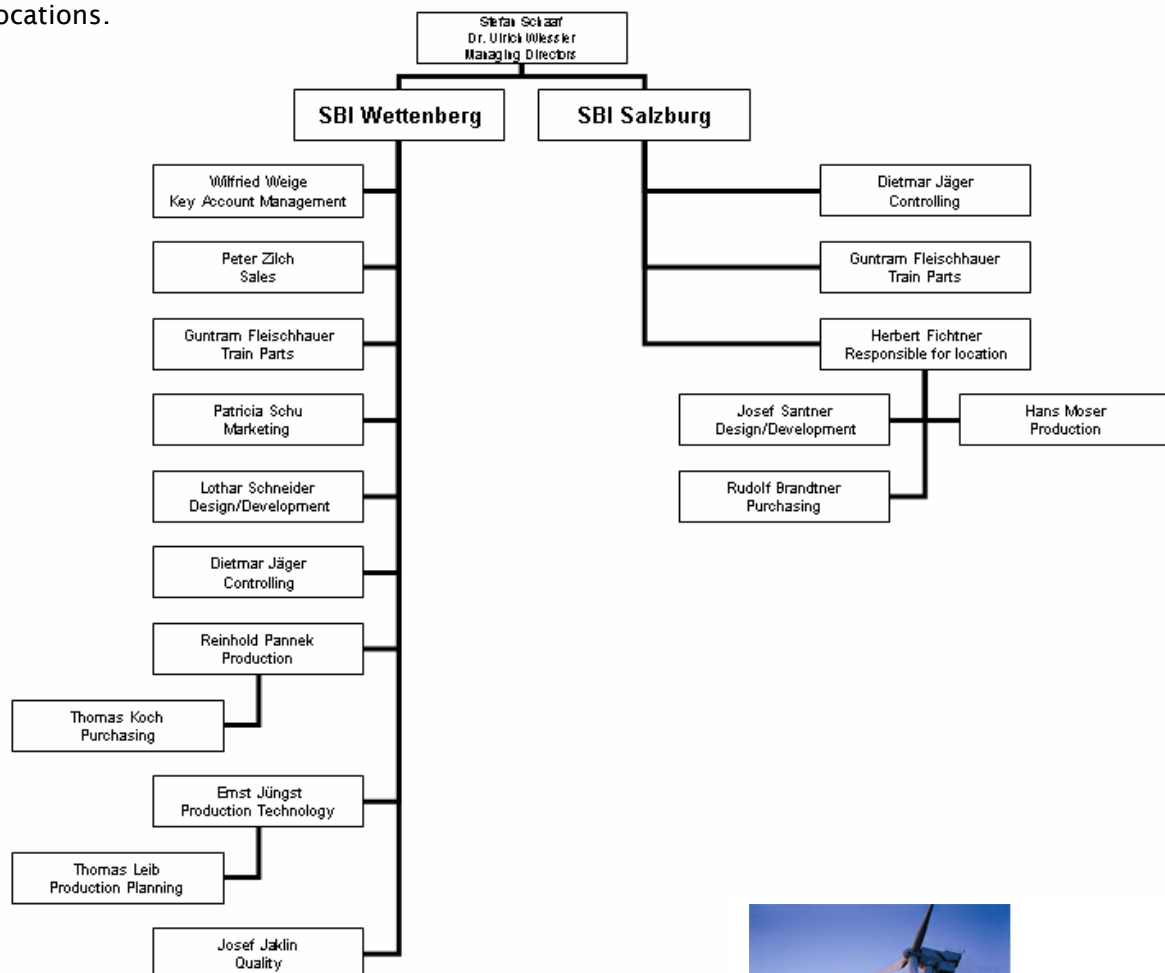 ocations.
Stefan Schaaf
Dr. Ulrich Wiessler
Managing Directors
SBI Wettenberg
SBI Salzburg
Wilfried Weige
Key Account Management
Peter Zilch
Sales
Guntram Fleischhauer
Train Parts
Patricia Schu
Marketing
Lothar Schneider
Design/Development
Dietmar Jäger
Controlling
Reinhold Pannek
Production
Thomas Koch
Purchasing
Ernst Jüngst
Production Technology
Thomas Leib
Production Planning
Josef Jaklin
Quality
Dietmar Jäger
Controlling
Guntram Fleischhauer
Train Parts
Herbert Fichtner
Responsible for location
Josef Santner
Design/Development
Hans Moser
Production
Rudolf Brandtner
Purchasing